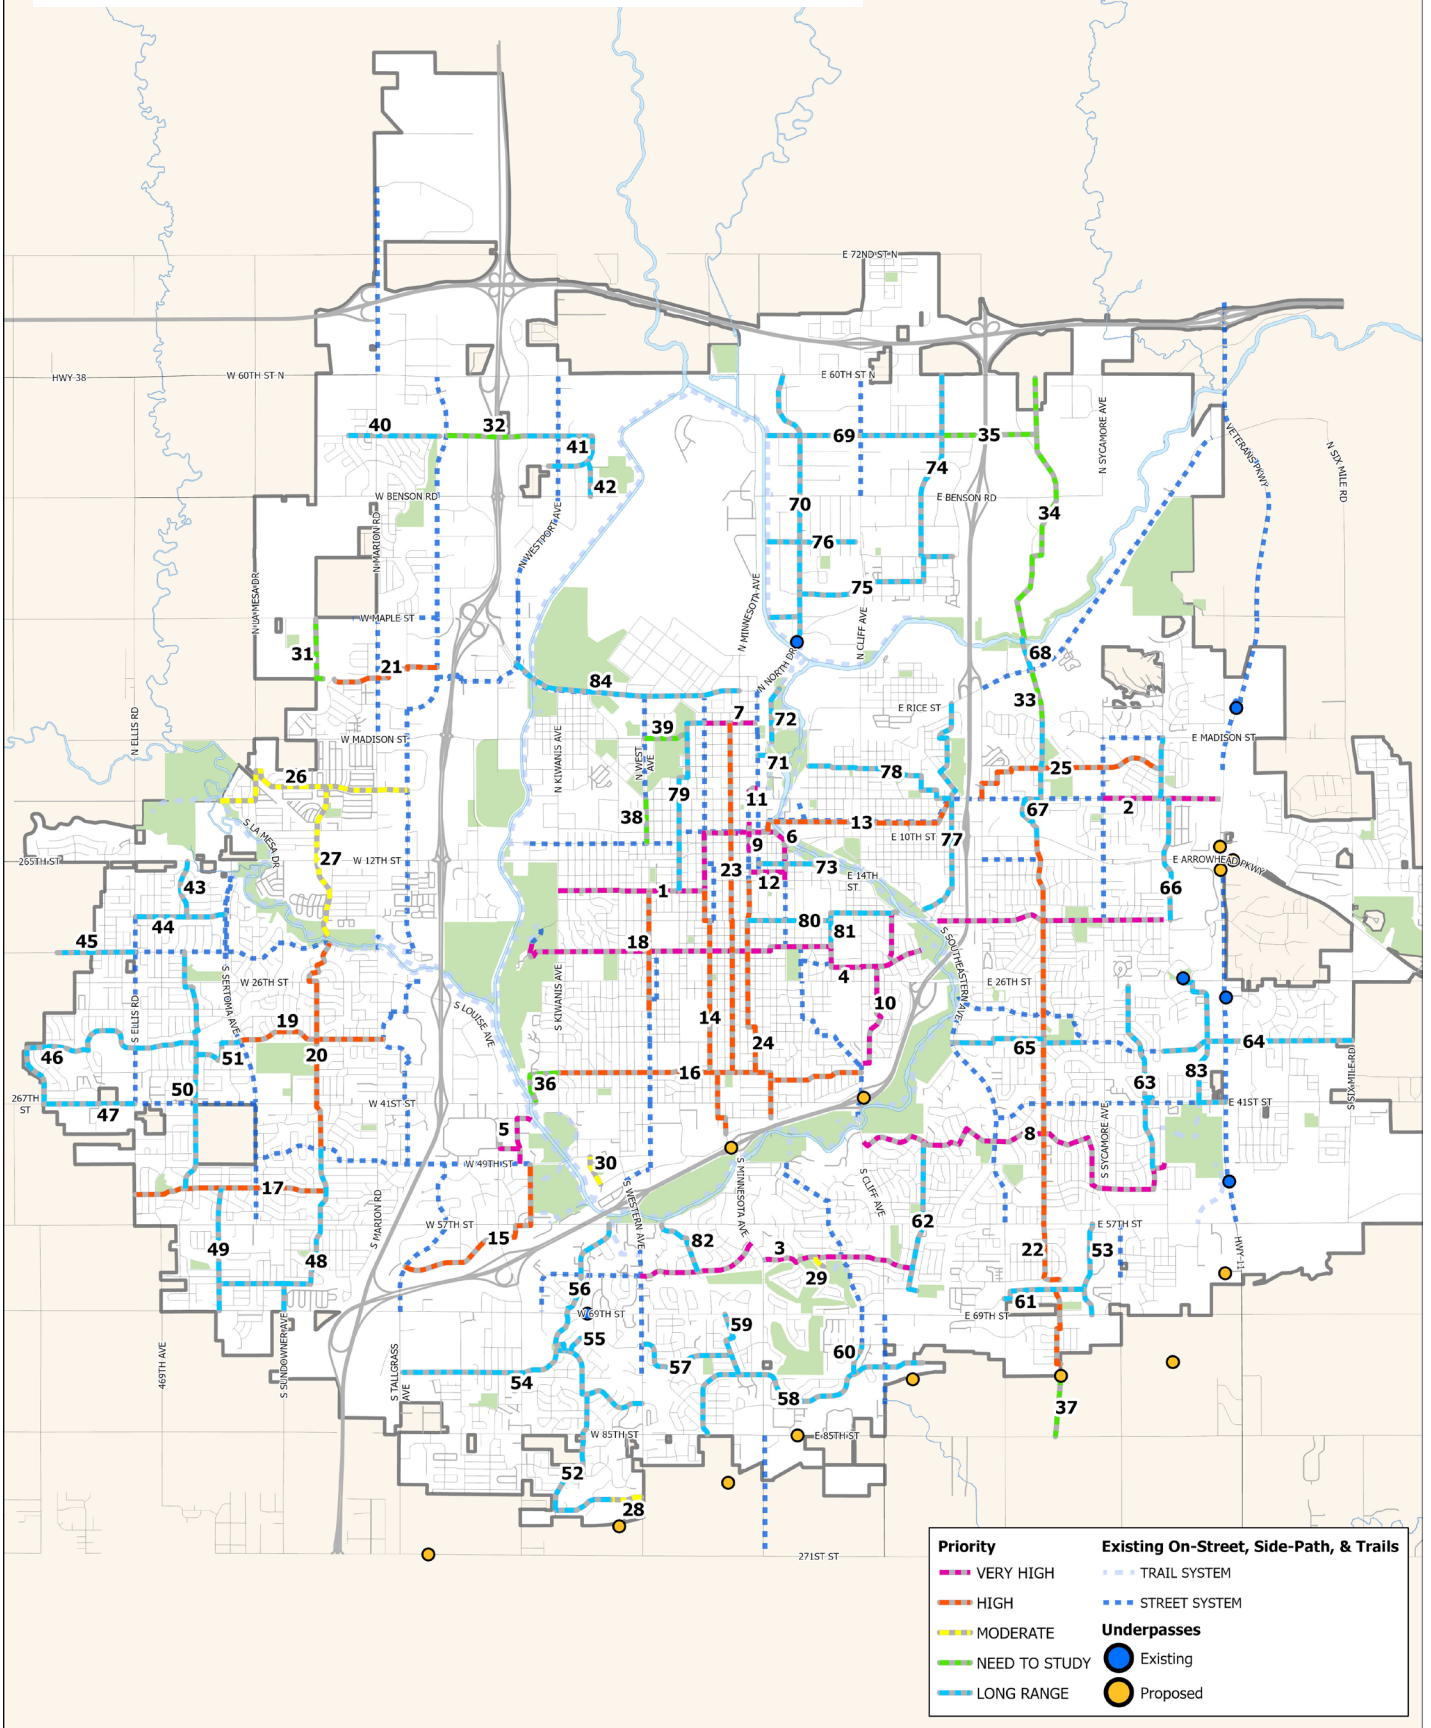 E 72ND ST N
HWY 38
W 60TH ST N
E 60TH ST N
40
32
41
69
35
N SYCAMORE AVE
VETERANS PKWY
N SIX MILE RD
42
74
W BENSON RD
E BENSON RD
70
34
N MARION RD
N WESTPORT AVE
76
N LA MESA DR
75
N MINNESOTA AVE
W MAPLE ST
N CLIFF AVE
31
21
68
N NORTH DR
84
33
E RICE ST
7
72
39
N ELLIS RD
W MADISON ST
N KIWANIS AVE
N WEST
AVE
E MADISON ST
71
25
26
78
79
11
2
67
38
13
S LA MESA DR
6
E 10TH ST
77
9
265TH ST
27
W 12TH ST
E ARROWHEAD PKWY
23
73
E 14TH
ST
12
43
66
1
44
80
81
45
18
S SOUTHEASTERN AVE
4
W 26TH ST
E 26TH ST
S SERTOMA AVE
S ELLIS RD
S KIWANIS AVE
10
S LOUISE AVE
14
19
24
64
65
46
51
20
16
83
36
63
50
S SIX MILE RD
267TH
ST
47
W 41ST ST
E 41ST ST
5
8
S SYCAMORE AVE
30
W 49TH ST
17
S MARION RD
S WESTERN AVE
S MINNESOTA AVE
S CLIFF AVE
W 57TH ST
62
E 57TH ST
15
82
3
49
48
22
53
HWY 11
29
56
61
W 69TH ST
E 69TH ST
59
55
S SUNDOWNER AVE
469TH AVE
S TALLGRASS
AVE
60
57
54
58
37
W 85TH ST
E 85TH ST
52
28
271ST ST
Priority
VERY HIGH
HIGH
MODERATE
NEED TO STUDY
LONG RANGE
Existing On-Street, Side-Path, & Trails
TRAIL SYSTEM
STREET SYSTEM
Underpasses
Existing
Proposed